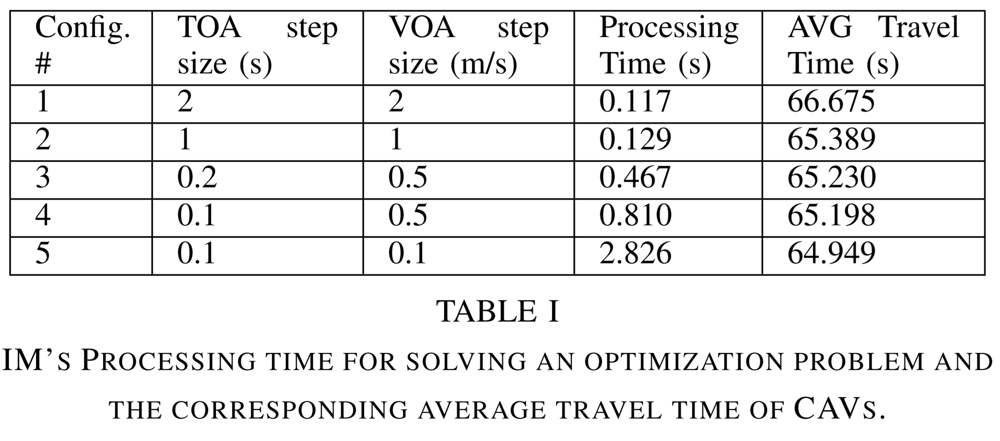 Config. # TOA step size (s) VOA step size (m/s) Processing Time (s) AVG Travel Time (s)
1 2 2 0.117 66.675
2 1 1 0.129 65.389
3 0.2 0.5 0.467 65.230
4 0.1 0.5 0.810 65.198
5 0.1 0.1 2.826 64.949
TABLE I
IM's Processing time for solving an optimization problem and
the corresponding average travel time of CAVs.